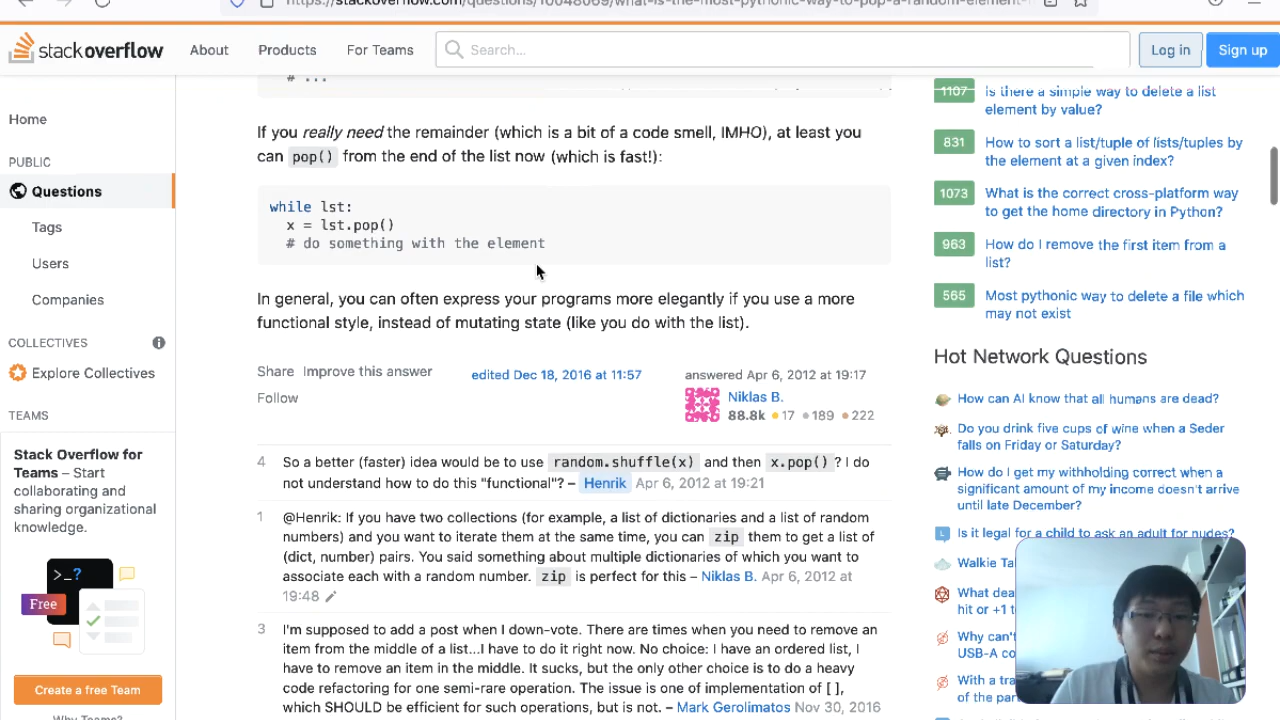 stackoverflow
About
Products
For Teams
Search...
Log in
Sign up
Home
PUBLIC
Questions
Tags
Users
Companies
COLLECTIVES
Explore Collectives
TEAMS
Stack Overflow for
Teams – Start
collaborating and
sharing organizational
knowledge.
>_?
Free
Create a free Team
# ...
If you really need the remainder (which is a bit of a code smell, IMHO), at least you
can pop() from the end of the list now (which is fast!):
while lst:
x = lst.pop()
# do something with the element
In general, you can often express your programs more elegantly if you use a more
functional style, instead of mutating state (like you do with the list).
Share Improve this answer
Follow
edited Dec 18, 2016 at 11:57
answered Apr 6, 2012 at 19:17
Niklas B.
88.8k 17 189 222
4 So a better (faster) idea would be to use random.shuffle(x) and then x.pop() ? I do
not understand how to do this "functional"? – Henrik Apr 6, 2012 at 19:21
1 @Henrik: If you have two collections (for example, a list of dictionaries and a list of random
numbers) and you want to iterate them at the same time, you can zip them to get a list of
(dict, number) pairs. You said something about multiple dictionaries of which you want to
associate each with a random number. zip is perfect for this – Niklas B. Apr 6, 2012 at
19:48
3 I'm supposed to add a post when I down-vote. There are times when you need to remove an
item from the middle of a list...I have to do it right now. No choice: I have an ordered list, I
have to remove an item in the middle. It sucks, but the only other choice is to do a heavy
code refactoring for one semi-rare operation. The issue is one of implementation of [ ],
which SHOULD be efficient for such operations, but is not. – Mark Gerolimatos Nov 30, 2016
1107 Is there a simple way to delete a list
element by value?
831 How to sort a list/tuple of lists/tuples by
the element at a given index?
1073 What is the correct cross-platform way
to get the home directory in Python?
963 How do I remove the first item from a
list?
565 Most pythonic way to delete a file which
may not exist
Hot Network Questions
How can AI know that all humans are dead?
Do you drink five cups of wine when a Seder
falls on Friday or Saturday?
How do I get my withholding correct when a
significant amount of my income doesn't arrive
until late December?
Is it legal for a child to ask an adult for nudes?
Walkie
What
hit or +1
Why can't
USB-A
With a
of the